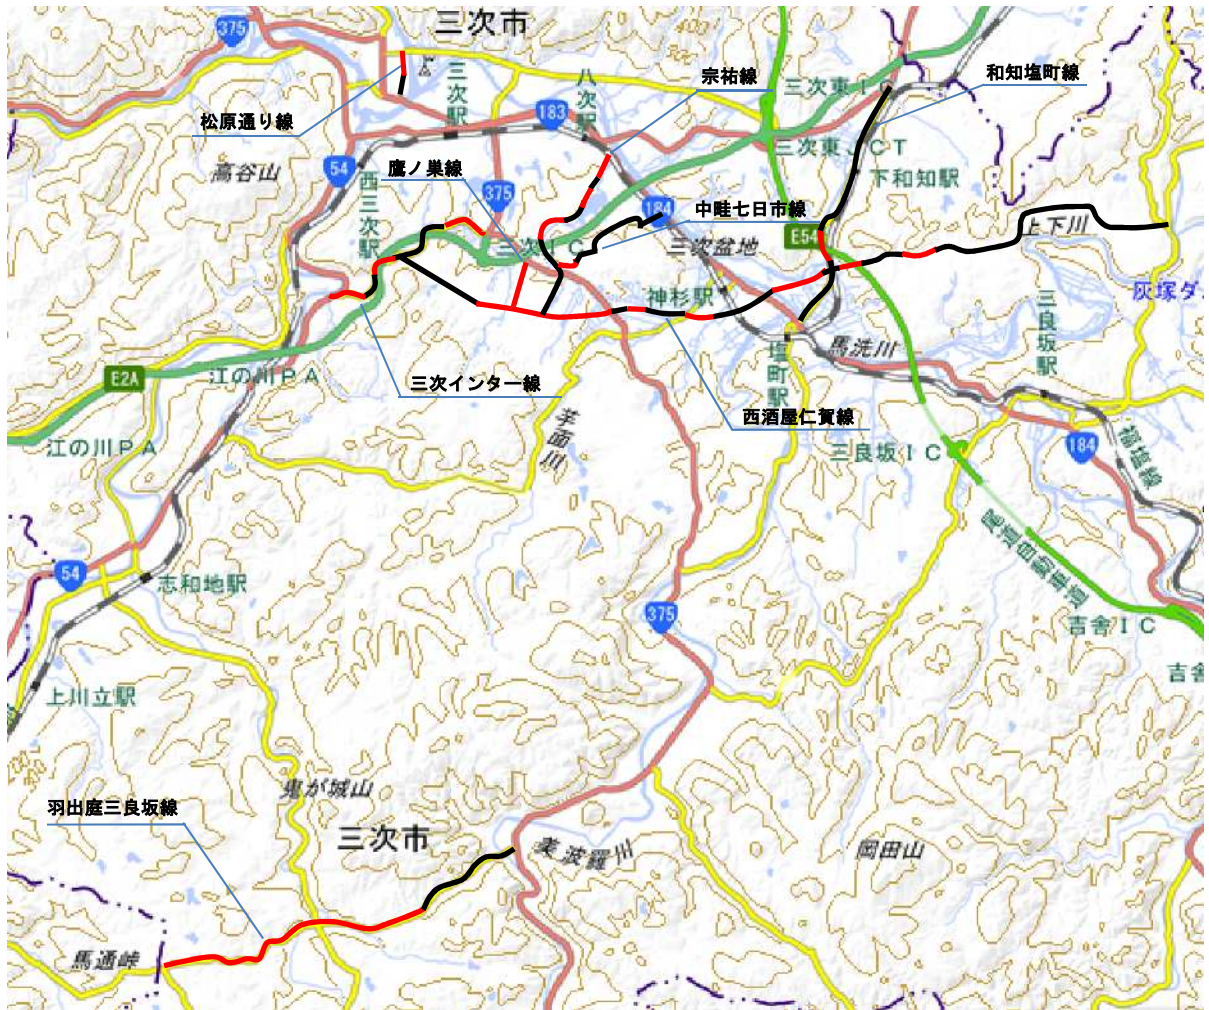 三次市
375
三次駅
八次駅
宗祐線
三次東IC
和知塩町線
松原通り線
183
三次東JCT
高谷山
54
西三次駅
鷹ノ巣線
375
184
中畦七日市線
下和知駅
上下川
E54
三次IC
三次盆地
神杉駅
灰塚ダ
三良坂駅
塩町駅
馬洗川
E2A
江の川PA
三次インター線
西酒屋仁賀線
江の川PA
芋面川
三良坂IC
184
福塩線
尾道自動車道
54
志和地駅
375
吉舎IC
吉舎
上川立駅
鬼が城山
羽出庭三良坂線
三次市
美波羅川
岡田山
馬通峠